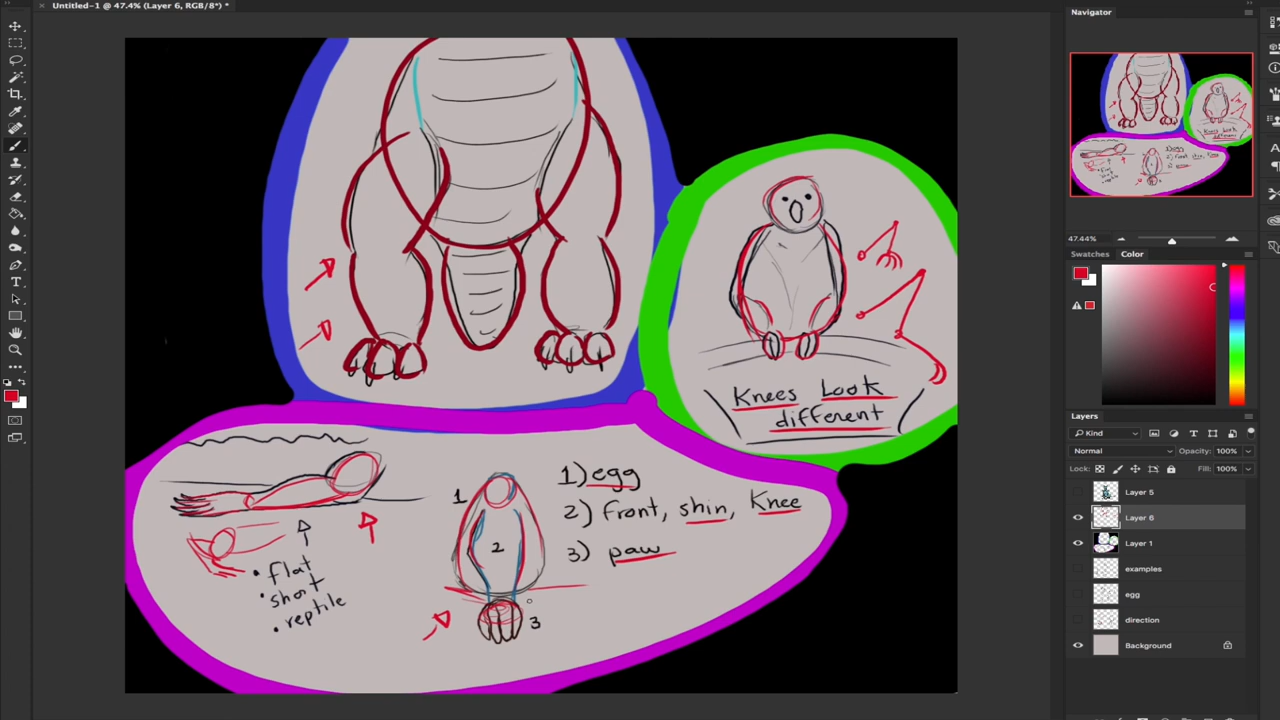 Untitled-1 @ 47.4% (Layer 6, RGB/8*) *
Navigator
47.44%
Swatches
Color
Layers
Kind
Normal
Opacity: 100%
Lock:
Fill: 100%
Layer 5
Layer 6
Layer 1
examples
egg
direction
Background
Knees Look
different
1) egg
2) front, shin, Knee
3) paw
1
2
3
• flat
• short
• reptile